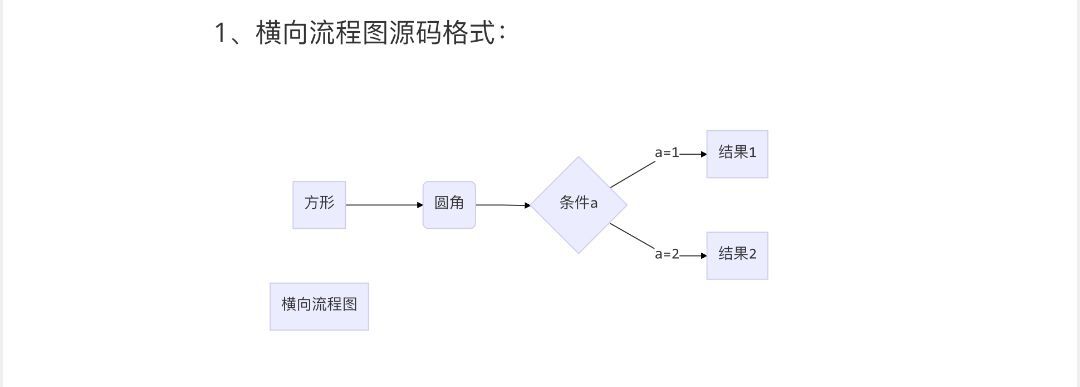 1、横向流程图源码格式：
a=1
结果1
方形
圆角
条件a
a=2
结果2
横向流程图